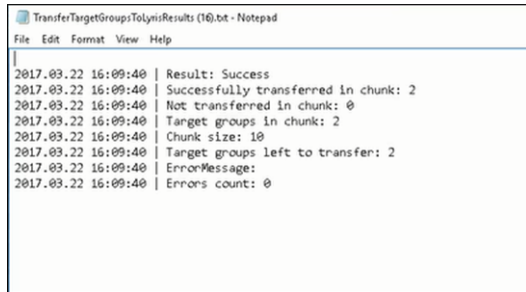 TransferTargetGroupsToLyrisResults (16).txt - Notepad
File Edit Format View Help
2017.03.22 16:09:40 | Result: Success
2017.03.22 16:09:40 | Successfully transferred in chunk: 2
2017.03.22 16:09:40 | Not transferred in chunk: 0
2017.03.22 16:09:40 | Target groups in chunk: 2
2017.03.22 16:09:40 | Chunk size: 10
2017.03.22 16:09:40 | Target groups left to transfer: 2
2017.03.22 16:09:40 | ErrorMessage:
2017.03.22 16:09:40 | Errors count: 0